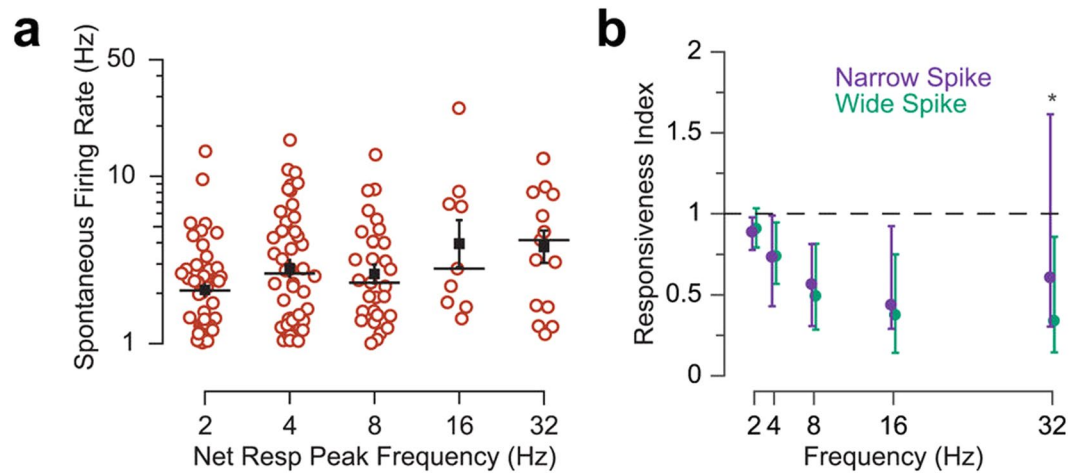 a
Spontaneous Firing Rate (Hz)
50
10
1
2 4 8 16 32
Net Resp Peak Frequency (Hz)
b
Responsiveness Index
2
1.5
1
0.5
0
Narrow Spike
Wide Spike
*
2 4 8 16 32
Frequency (Hz)